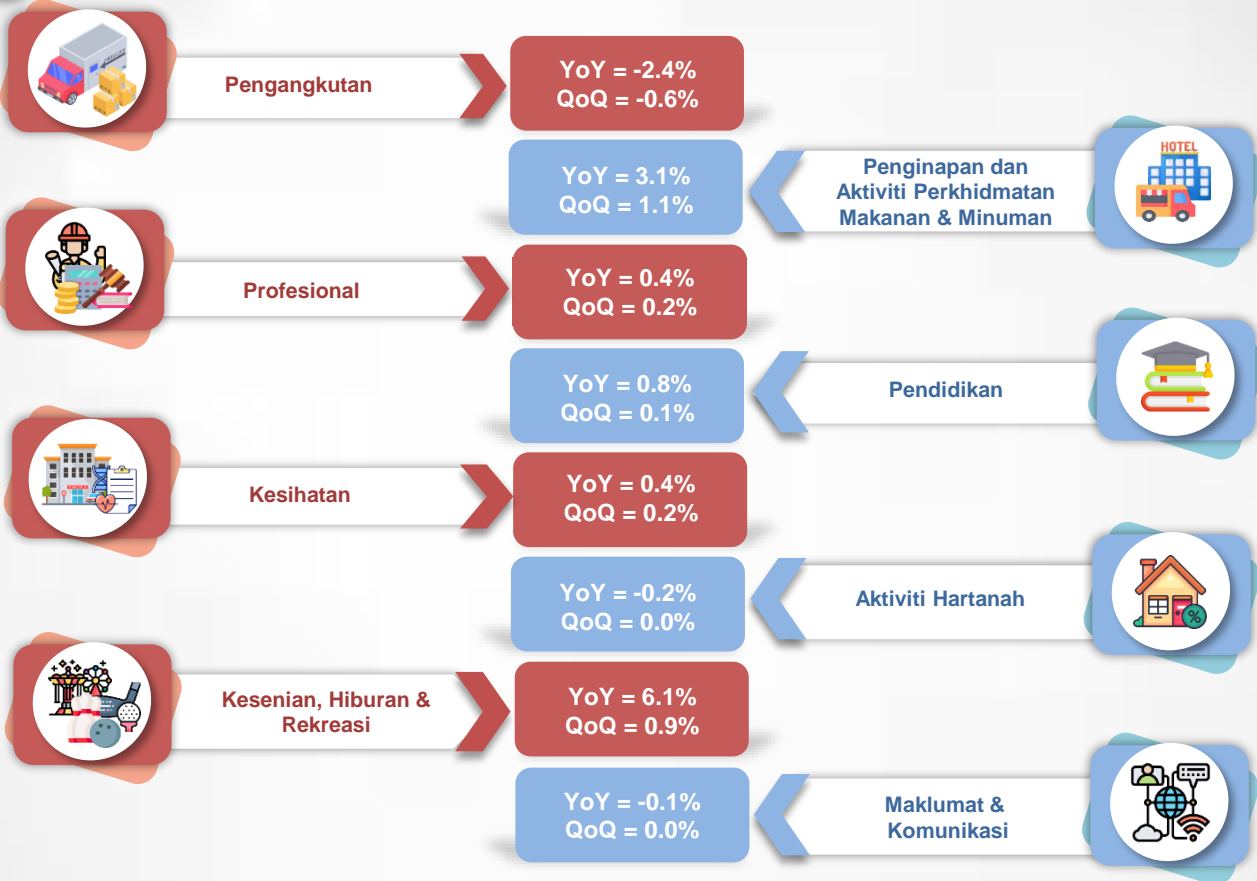 Pengangkutan
YoY = -2.4%
QoQ = -0.6%
YoY = 3.1%
QoQ = 1.1%
Penginapan dan
Aktiviti Perkhidmatan
Makanan & Minuman
HOTEL
Profesional
YoY = 0.4%
QoQ = 0.2%
YoY = 0.8%
QoQ = 0.1%
Pendidikan
Kesihatan
YoY = 0.4%
QoQ = 0.2%
YoY = -0.2%
QoQ = 0.0%
Aktiviti Hartanah
%
Kesenian, Hiburan &
Rekreasi
YoY = 6.1%
QoQ = 0.9%
YoY = -0.1%
QoQ = 0.0%
Maklumat &
Komunikasi